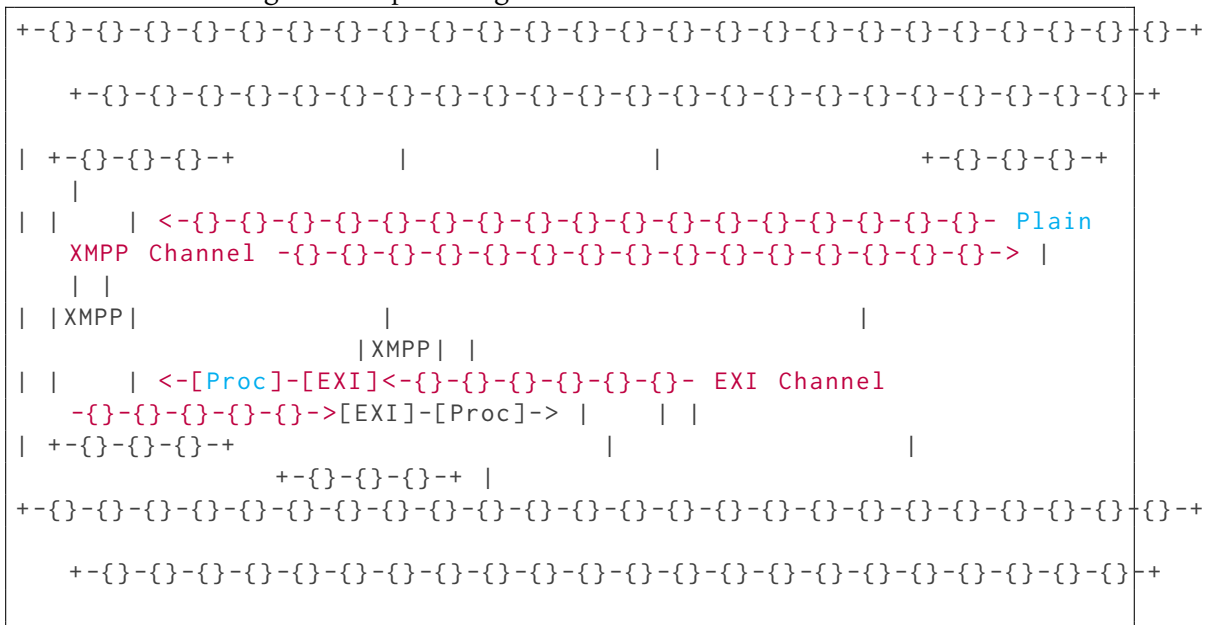 +-{}-{}-{}-{}-{}-{}-{}-{}-{}-{}-{}-{}-{}-{}-{}-{}-{}-{}-{}-{}-{}-{}-{}-{}-+
+-{}-{}-{}-{}-{}-{}-{}-{}-{}-{}-{}-{}-{}-{}-{}-{}-{}-{}-{}-{}-{}-{}-+
| +-{}-{}-{}-+ | | +-{}-{}-{}-+
|
| | | <-{}-{}-{}-{}-{}-{}-{}-{}-{}-{}-{}-{}-{}-{}-{}-{}-{}- Plain
XMPP Channel -{}-{}-{}-{}-{}-{}-{}-{}-{}-{}-{}-{}-{}-{}-{}-> |
| |
| |XMPP| | |
|XMPP| |
| | | <-[Proc]-[EXI]<-{}-{}-{}-{}-{}-{}- EXI Channel
-{}-{}-{}-{}-{}->[EXI]-[Proc]-> | | |
| +-{}-{}-{}-+ | |
+-{}-{}-{}-+ |
+-{}-{}-{}-{}-{}-{}-{}-{}-{}-{}-{}-{}-{}-{}-{}-{}-{}-{}-{}-{}-{}-{}-{}-{}-+
+-{}-{}-{}-{}-{}-{}-{}-{}-{}-{}-{}-{}-{}-{}-{}-{}-{}-{}-{}-{}-{}-{}-+